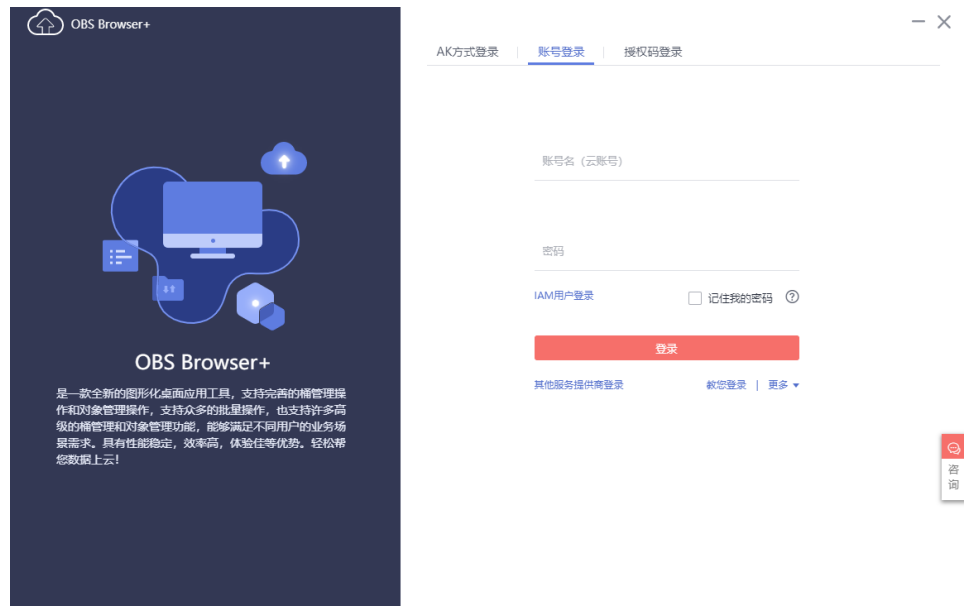 OBS Browser+
AK方式登录
账号登录
授权码登录
账号名（云账号）
密码
IAM用户登录
记住我的密码
登录
其他服务提供商登录
教您登录 | 更多
OBS Browser+
是一款全新的图形化桌面应用工具，支持完善的桶管理操
作和对象管理操作，支持众多的批量操作，也支持许多高
级的桶管理和对象管理功能，能够满足不同用户的业务场
景需求。具有性能稳定，效率高，体验佳等优势。轻松帮
您数据上云！
咨
询